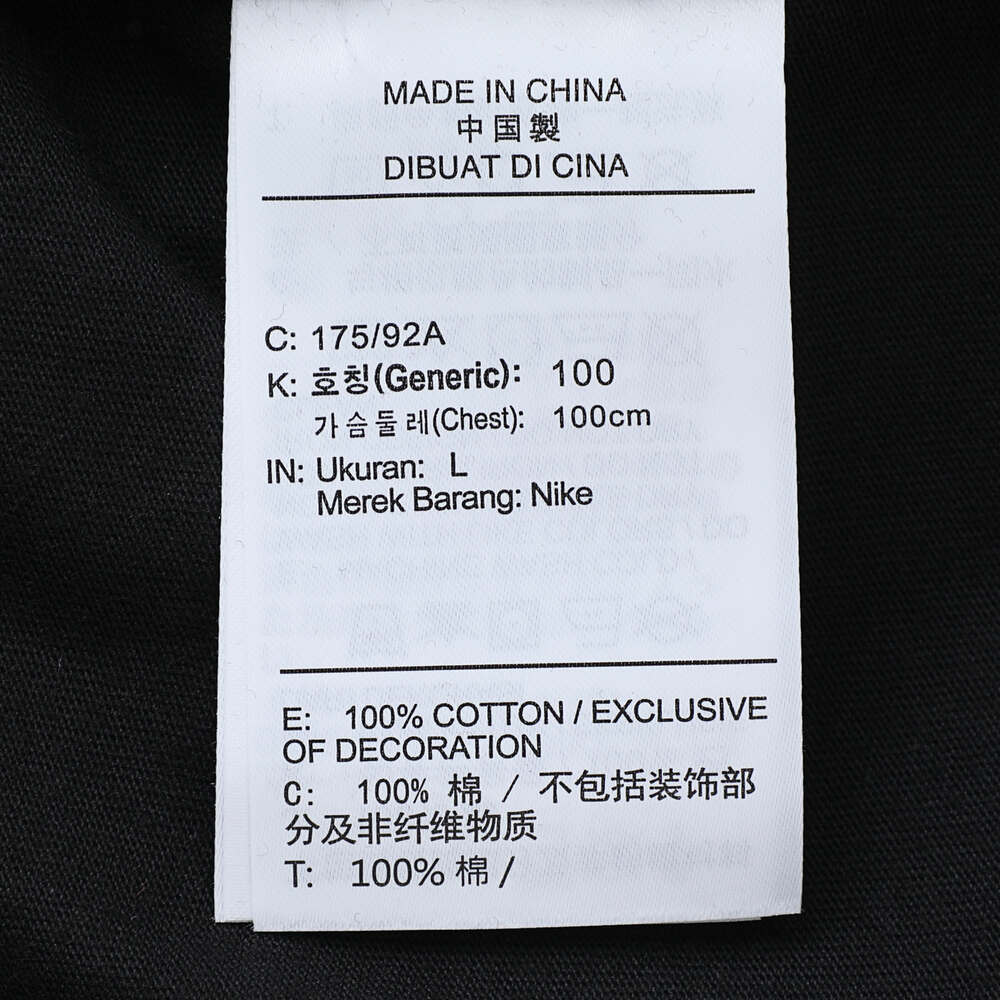 MADE IN CHINA
中国製
DIBUAT DI CINA
C: 175/92A
K: 호칭(Generic): 100
가슴둘레(Chest): 100cm
IN: Ukuran: L
Merek Barang: Nike
E: 100% COTTON / EXCLUSIVE
OF DECORATION
C: 100% 棉 / 不包括装饰部
分及非纤维物质
T: 100% 棉 /